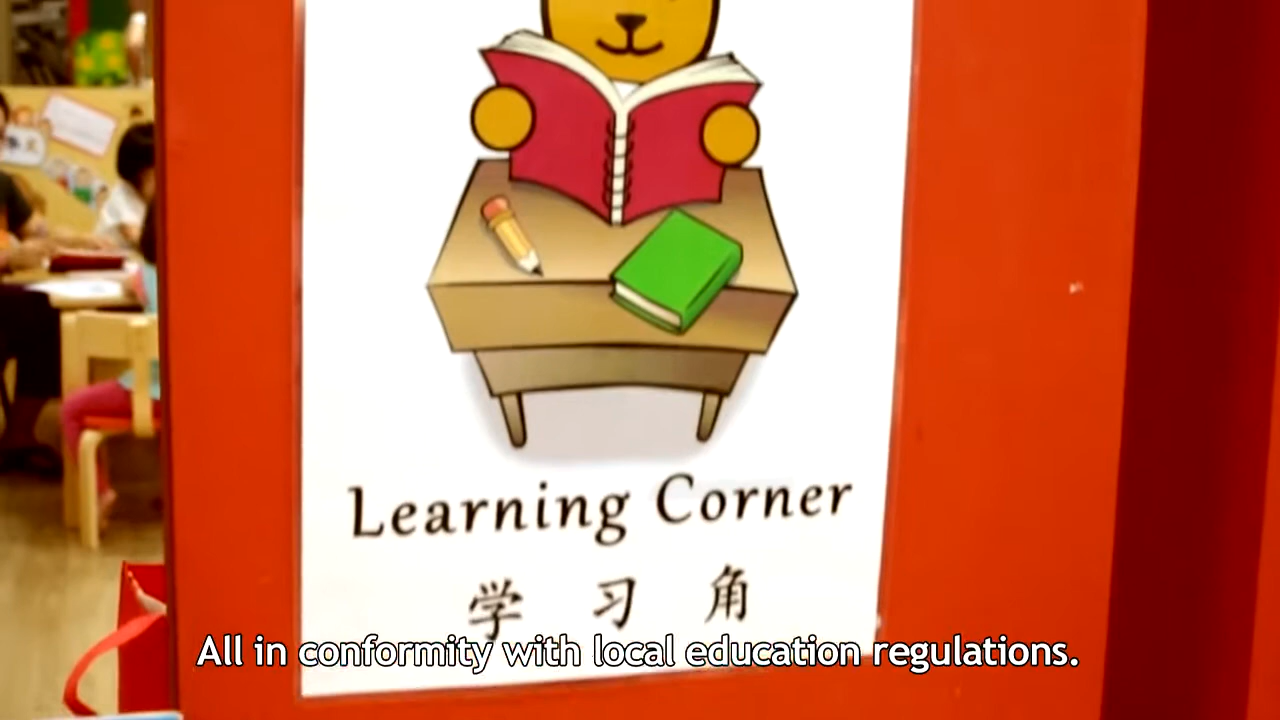 Learning Corner
学习角
All in conformity with local education regulations.